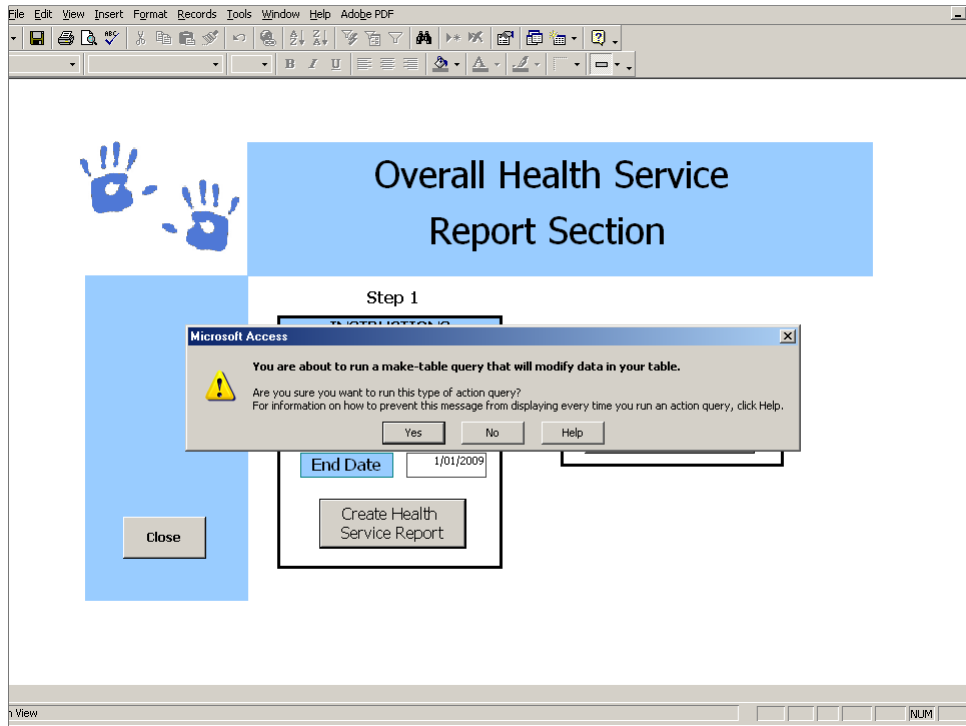 File Edit View Insert Format Records Tools Window Help Adobe PDF
B I U
Overall Health Service
Report Section
Step 1
Microsoft Access
You are about to run a make-table query that will modify data in your table.
Are you sure you want to run this type of action query?
For information on how to prevent this message from displaying every time you run an action query, click Help.
Yes No Help
End Date 1/01/2009
Create Health
Service Report
Close
View
NUM